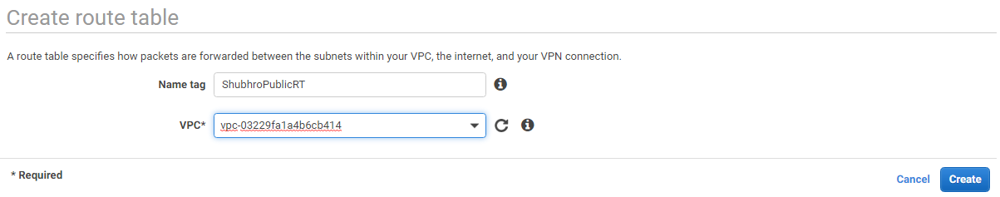 Create route table
A route table specifies how packets are forwarded between the subnets within your VPC, the internet, and your VPN connection.
Name tag ShubhroPublicRT
VPC* vpc-03229fa1a4b6cb414
* Required
Cancel Create